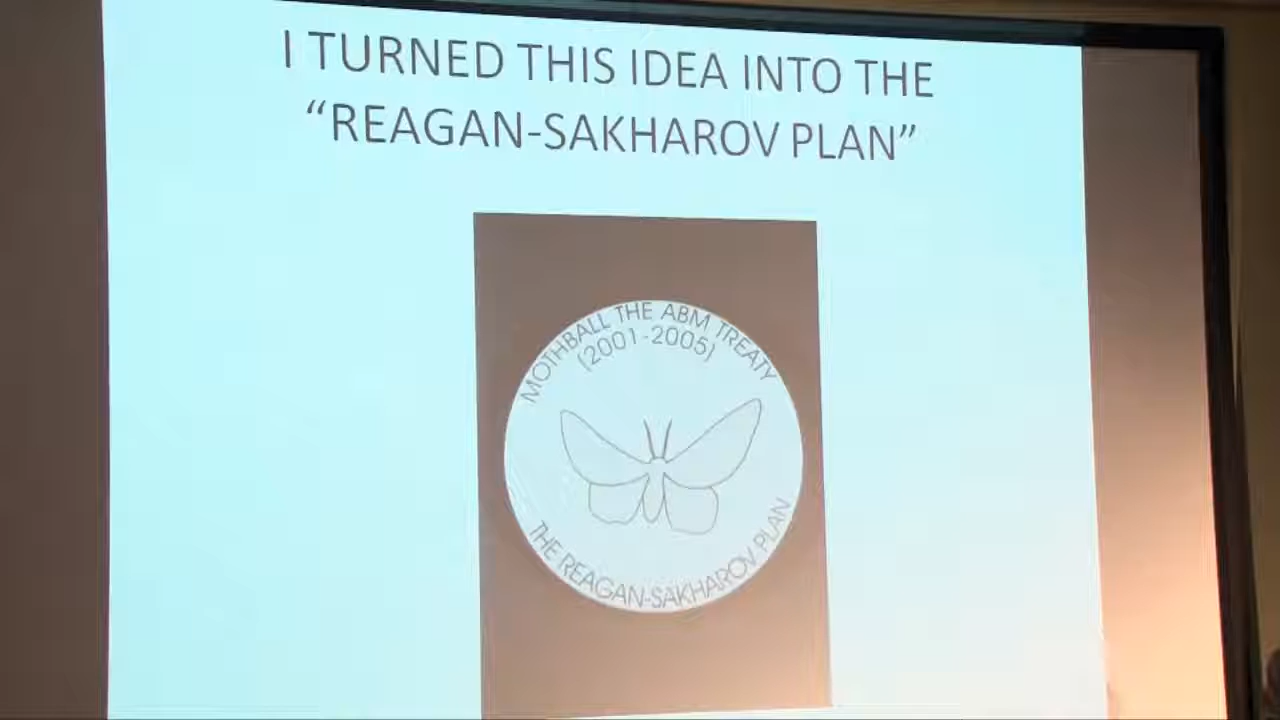 I TURNED THIS IDEA INTO THE
“REAGAN-SAKHAROV PLAN”
MOTHBALL THE ABM TREATY
(2001-2005)
THE REAGAN-SAKHAROV PLAN